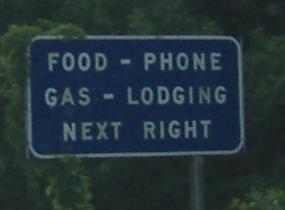 FOOD - PHONE
GAS - LODGING
NEXT RIGHT